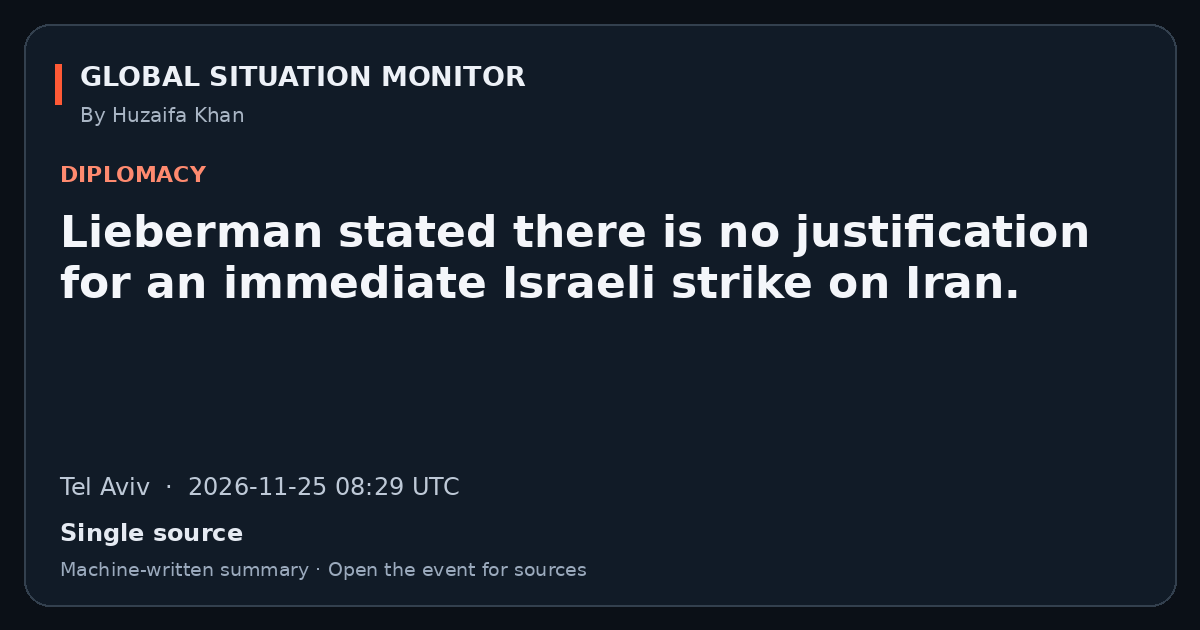 GLOBAL SITUATION MONITOR
By Huzaifa Khan
DIPLOMACY
Lieberman stated there is no justification
for an immediate Israeli strike on Iran.
Tel Aviv · 2026-11-25 08:29 UTC
Single source
Machine-written summary · Open the event for sources